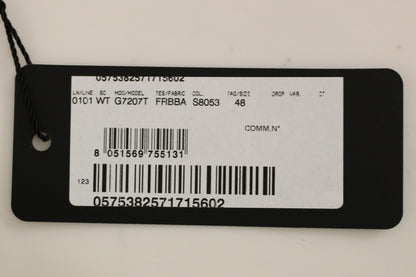 0575382571715602
LN/LINE SC MOD/MODEL TES/FABRIC COL. TAG/SIZE DROP VAR. CT
0101 WT G7207T FRBBA S8053 48
COMM.N°
8 051569 755131
123
0575382571715602